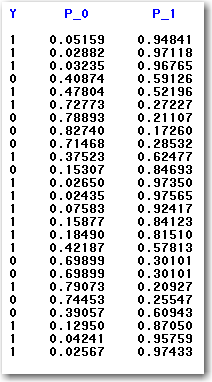 Y P_0 P_1
1 0.05159 0.94841
1 0.02882 0.97118
1 0.03235 0.96765
0 0.40874 0.59126
1 0.47804 0.52196
1 0.72773 0.27227
0 0.78893 0.21107
0 0.82740 0.17260
0 0.71468 0.28532
1 0.37523 0.62477
0 0.15307 0.84693
1 0.02650 0.97350
1 0.02435 0.97565
1 0.07583 0.92417
1 0.15877 0.84123
1 0.18490 0.81510
1 0.42187 0.57813
0 0.69899 0.30101
0 0.69899 0.30101
1 0.79073 0.20927
0 0.74453 0.25547
0 0.39057 0.60943
1 0.12950 0.87050
1 0.04241 0.95759
1 0.02567 0.97433